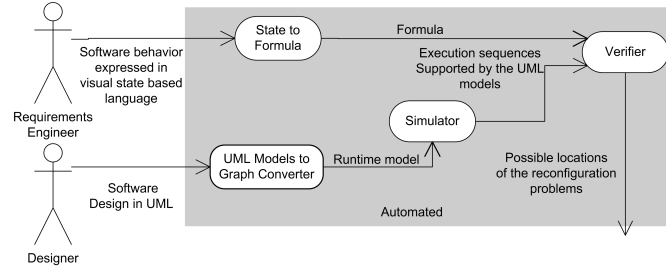 State to
Formula
Formula
Verifier
Software behavior
expressed in
visual state based
language
Execution sequences
Supported by the UML
models
Requirements
Engineer
Simulator
UML Models to
Graph Converter
Runtime model
Possible locations
of the reconfiguration
problems
Software
Design in UML
Automated
Designer